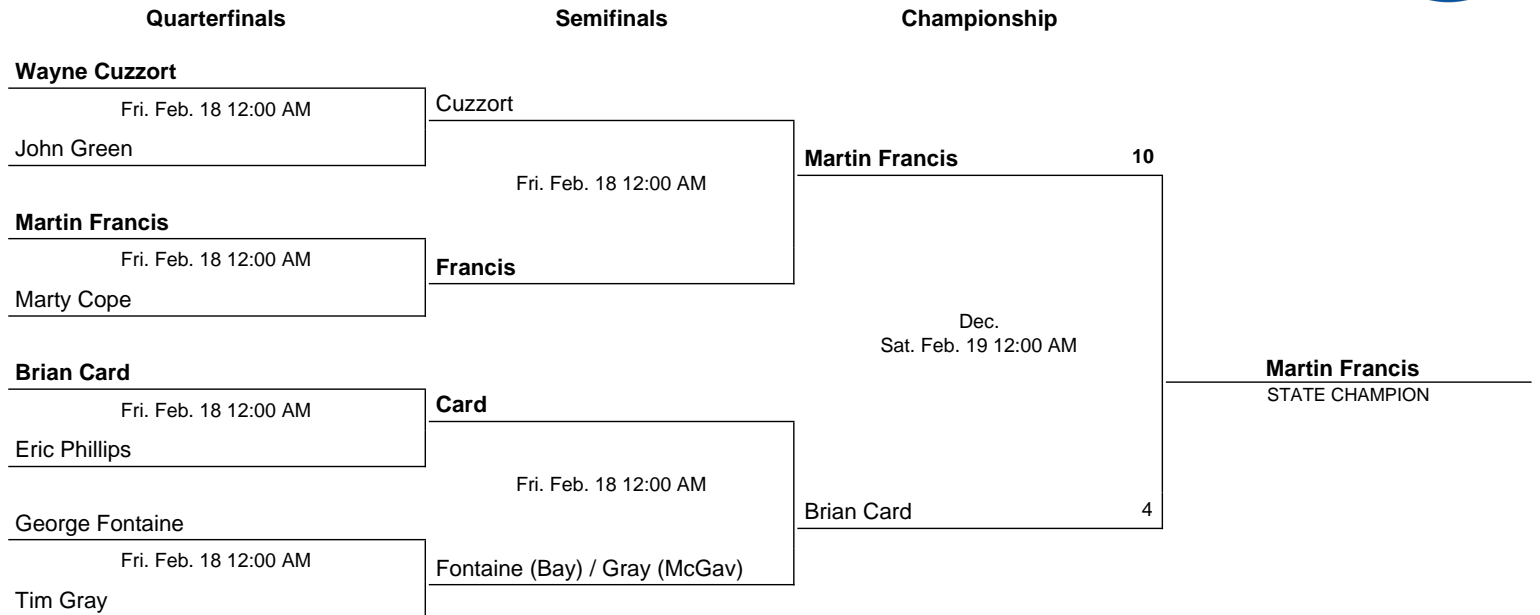 Quarterfinals
Semifinals
Championship
Wayne Cuzzort
Fri. Feb. 18 12:00 AM
John Green
Cuzzort
Fri. Feb. 18 12:00 AM
Martin Francis 10
Martin Francis
Fri. Feb. 18 12:00 AM
Marty Cope
Francis
Dec.
Sat. Feb. 19 12:00 AM
Martin Francis
STATE CHAMPION
Brian Card
Fri. Feb. 18 12:00 AM
Eric Phillips
Card
Fri. Feb. 18 12:00 AM
Brian Card 4
George Fontaine
Fri. Feb. 18 12:00 AM
Tim Gray
Fontaine (Bay) / Gray (McGav)